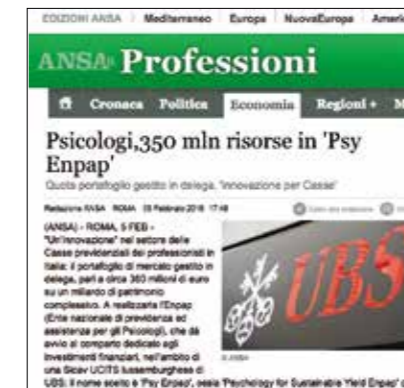 EDIZIONI ANSA Mediterraneo Europa NuovaEuropa
ANSA Professioni
Cronaca Politica Economia Regioni +
Psicologi,350 mln risorse in 'Psy
Enpap'
Quota portafoglio gestito in delega, 'innovazione per Casse'
Redazione ANSA ROMA Febbraio 2016 17:48
(ANSA) - ROMA, 5 FEB -
"Un'innovazione" nel settore delle
Casse previdenziali dei professionisti in
Italia: il portafoglio di mercato gestito in
delega, pari a circa 350 milioni di euro
su un miliardo di patrimonio
complessivo. A realizzarla l'Enpap
(Ente nazionale di previdenza ed
assistenza per gli Psicologi), che dà
avvio al comparto dedicato agli
investimenti finanziari, nell'ambito di
una Sicav UCITS lussemburghese di
UBS: il nome scelto è 'Psy Enpap', ossia 'Psychology for Sustainable Yield Enpap'
UBS
© ANSA